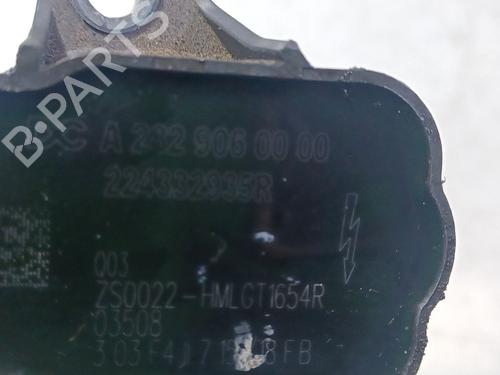 B-PARTS
A 282 906 00 00
224332935R
003
ZS0022-HMLGT1654R
03508